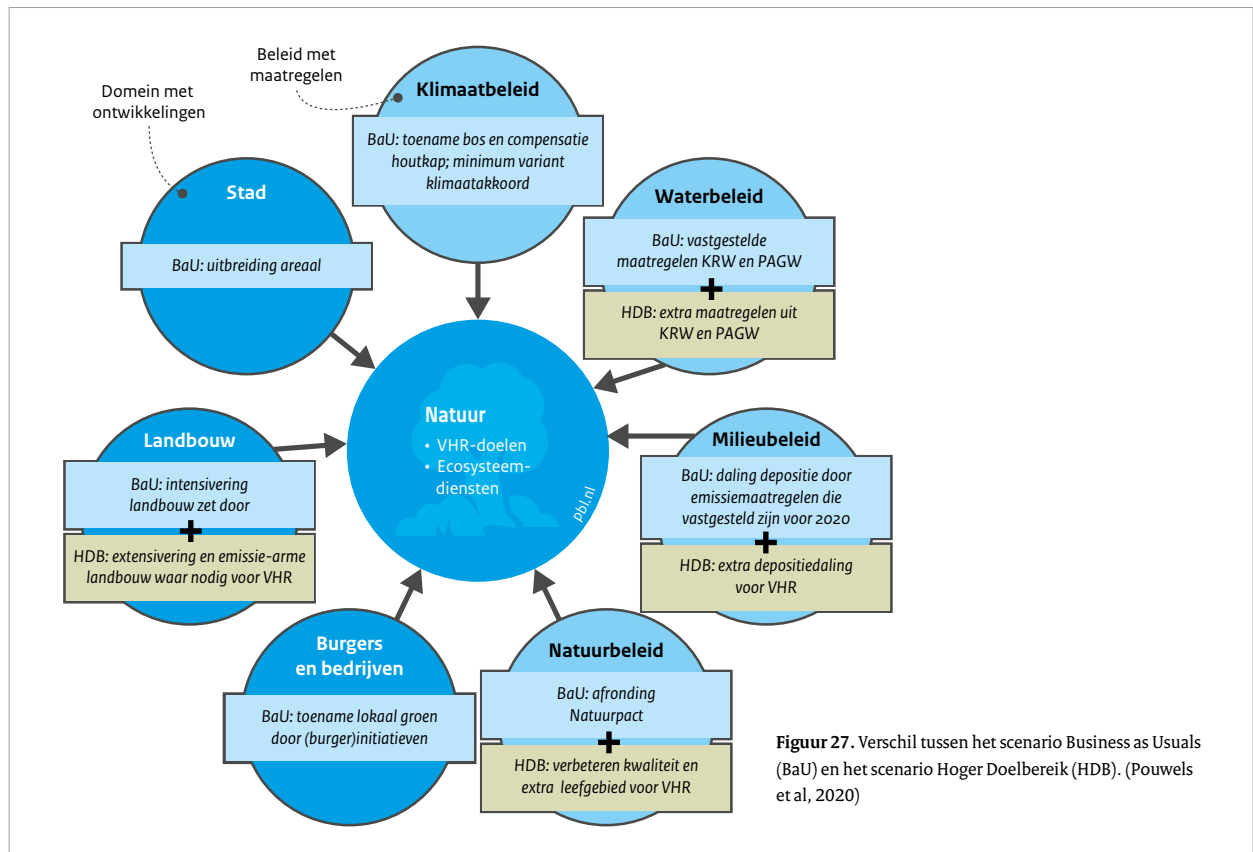 Domein met
ontwikkelingen
Beleid met
maatregelen
Klimaatbeleid
BaU: toename bos en compensatie
houtkap; minimum variant
klimaatakkoord
Stad
BaU: uitbreiding areaal
Waterbeleid
BaU: vastgestelde
maatregelen KRW en PAGW
+
HDB: extra maatregelen uit
KRW en PAGW
Natuur
• VHR-doelen
• Ecosysteem-
diensten
pbl.nl
Landbouw
BaU: intensivering
landbouw zet door
+
HDB: extensivering en emissie-arme
landbouw waar nodig voor VHR
Milieubeleid
BaU: daling depositie door
emissiemaatregelen die
vastgesteld zijn voor 2020
+
HDB: extra depositiedaling
voor VHR
Burgers
en bedrijven
BaU: toename lokaal groen
door (burger)initiatieven
Natuurbeleid
BaU: afronding
Natuurpact
+
HDB: verbeteren kwaliteit en
extra leefgebied voor VHR
Figuur 27. Verschil tussen het scenario Business as Usuals
(BaU) en het scenario Hoger Doelbereik (HDB). (Pouwels
et al, 2020)